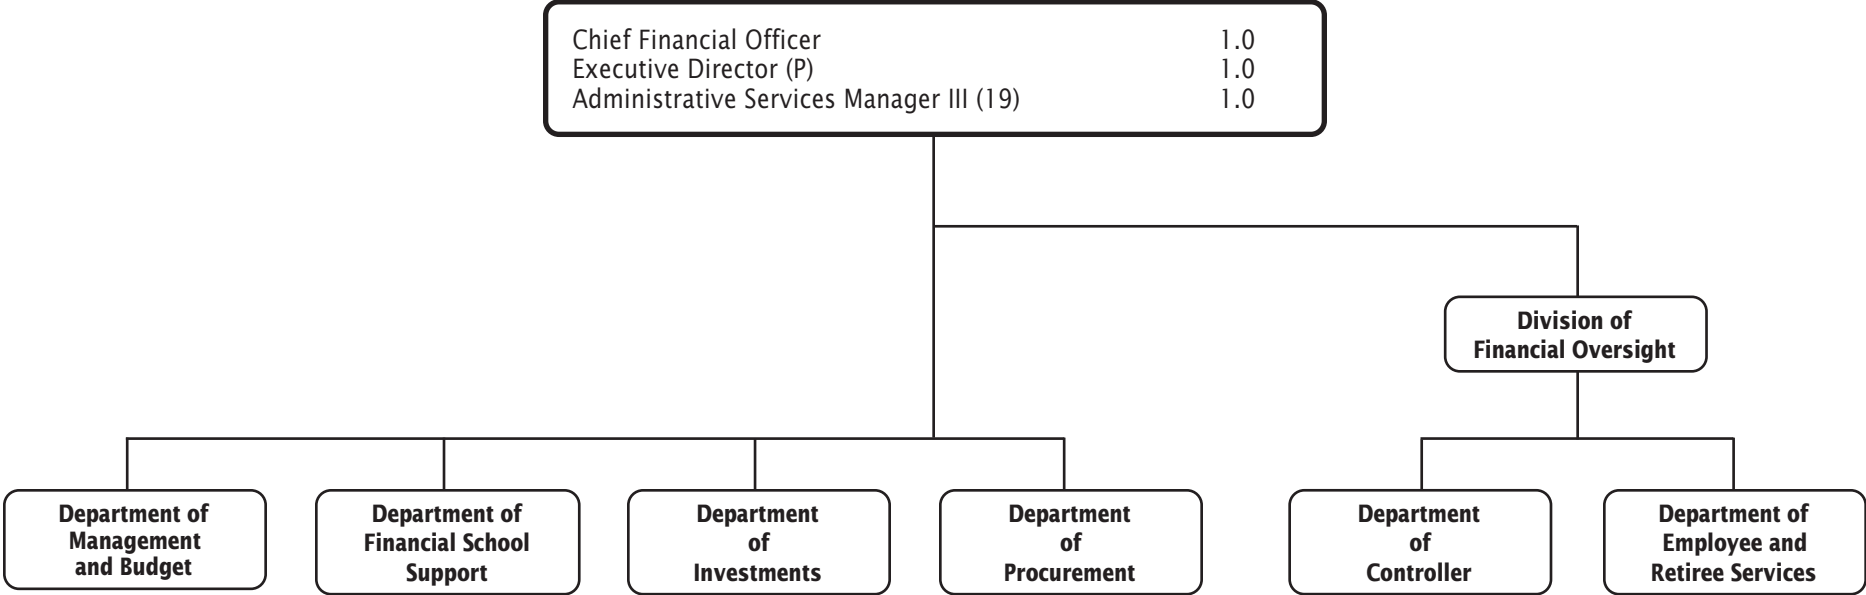 Chief Financial Officer 1.0
Executive Director (P) 1.0
Administrative Services Manager III (19) 1.0
Division of
Financial Oversight
Department of
Management
and Budget
Department of
Financial School
Support
Department
of
Investments
Department
of
Procurement
Department
of
Controller
Department of
Employee and
Retiree Services